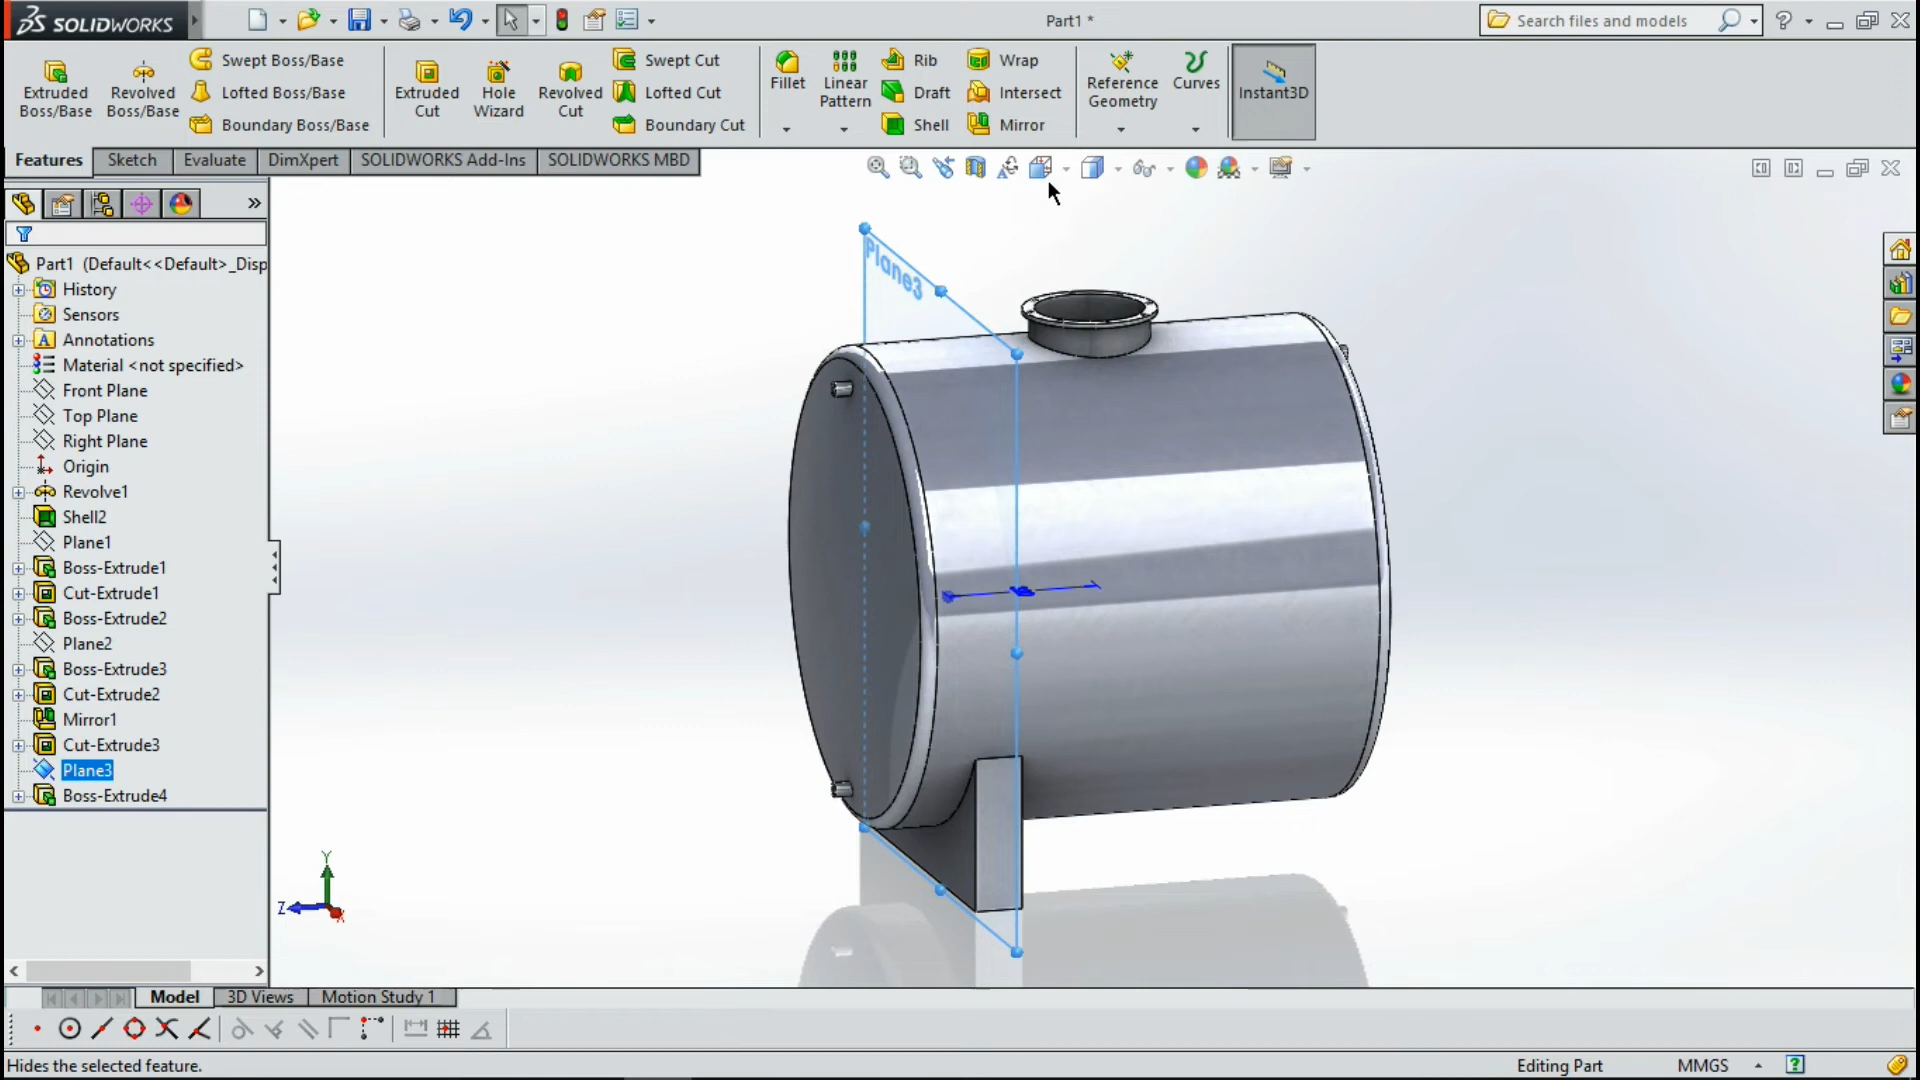 SOLIDWORKS
Part1 *
Search files and models
Extruded Boss/Base
Revolved Boss/Base
Swept Boss/Base
Lofted Boss/Base
Boundary Boss/Base
Extruded Cut
Hole Wizard
Revolved Cut
Swept Cut
Lofted Cut
Boundary Cut
Fillet
Linear Pattern
Rib
Draft
Shell
Wrap
Intersect
Mirror
Reference Geometry
Curves
Instant3D
Features
Sketch
Evaluate
DimXpert
SOLIDWORKS Add-Ins
SOLIDWORKS MBD
Part1 (Default<<Default>_Disp
History
Sensors
Annotations
Material <not specified>
Front Plane
Top Plane
Right Plane
Origin
Revolve1
Shell2
Plane1
Boss-Extrude1
Cut-Extrude1
Boss-Extrude2
Plane2
Boss-Extrude3
Cut-Extrude2
Mirror1
Cut-Extrude3
Plane3
Boss-Extrude4
Plane3
Y
Z
X
Model
3D Views
Motion Study 1
Hides the selected feature.
Editing Part
MMGS